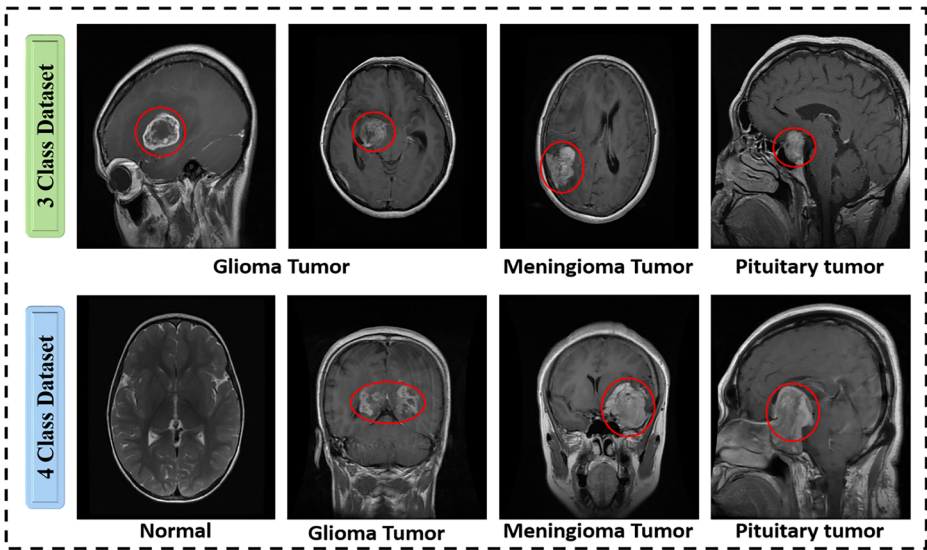 3 Class Dataset
Glioma Tumor
Meningioma Tumor
Pituitary tumor
4 Class Dataset
Normal
Glioma Tumor
Meningioma Tumor
Pituitary tumor